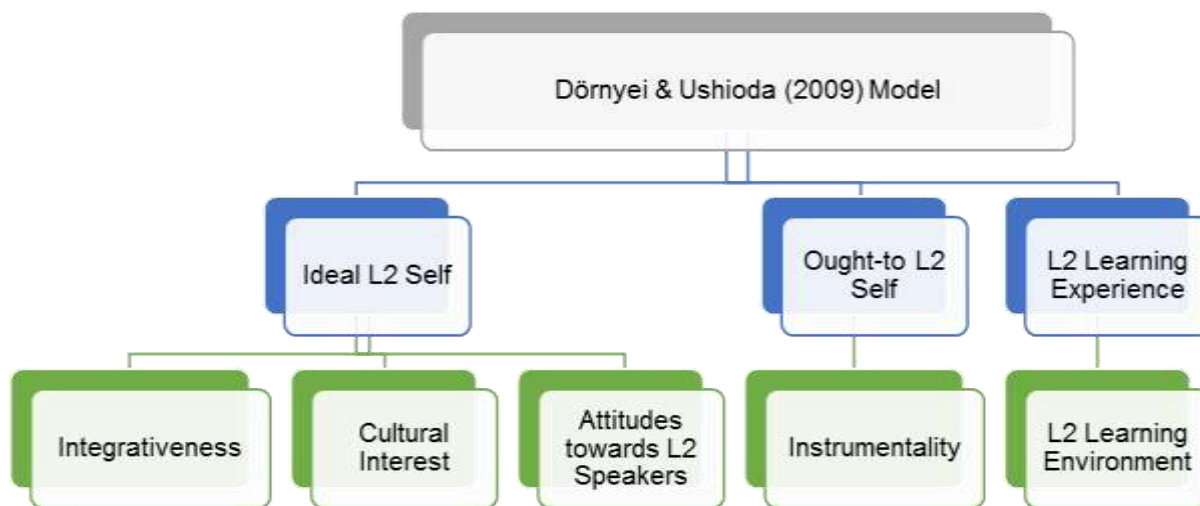 Dörnyei & Ushioda (2009) Model
Ideal L2 Self
Ought-to L2
Self
L2 Learning
Experience
Integrativeness
Cultural
Interest
Attitudes
towards L2
Speakers
Instrumentality
L2 Learning
Environment